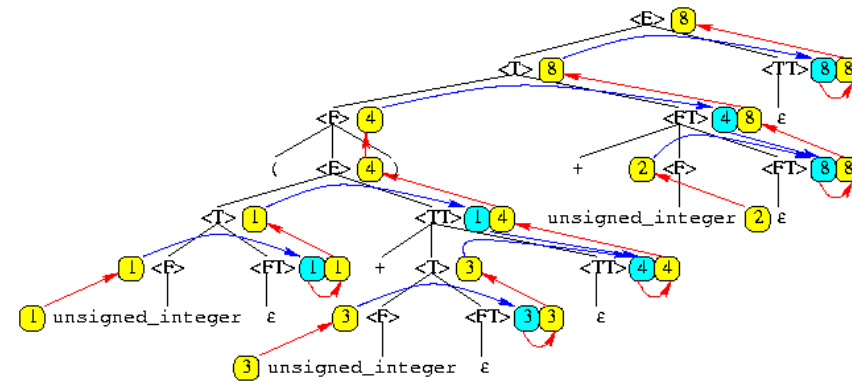 <E> 8
<T> 8 <TT> 8 8
<F> 4 <FT> 4 8 ε
( <E> 4 ) + 2 <F> <FT> 8 8
<T> 1 <TT> 1 4 unsigned_integer 2 ε
1 <F> <FT> 1 1 + <T> 3 <TT> 4 4
1 unsigned_integer ε 3 <F> <FT> 3 3 ε
3 unsigned_integer ε